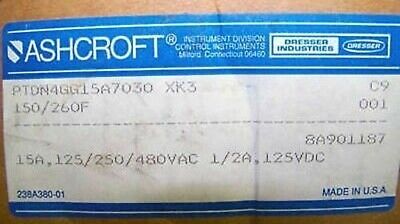 ASHCROFT®
INSTRUMENT DIVISION
CONTROL INSTRUMENTS
Milford, Connecticut 06460
DRESSER
INDUSTRIES
DRESSER
PTDN4GG15A7030 XK3 C9
150/260F 001
8A901187
15A,125/250/480VAC 1/2A,125VDC
238A380-01 MADE IN U.S.A